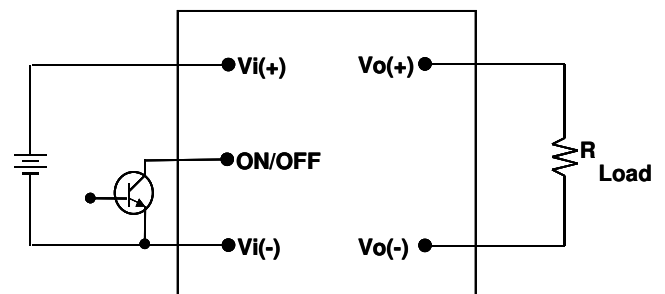 Vi(+)
Vo(+)
ON/OFF
R
Load
Vi(-)
Vo(-)